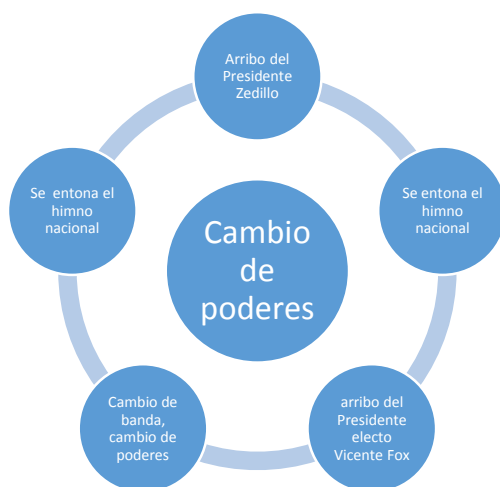 Arribo del
Presidente
Zedillo
Se entona el
himno
nacional
arribo del
Presidente
electo
Vicente Fox
Cambio de
banda,
cambio de
poderes
Se entona el
himno
nacional
Cambio
de
poderes